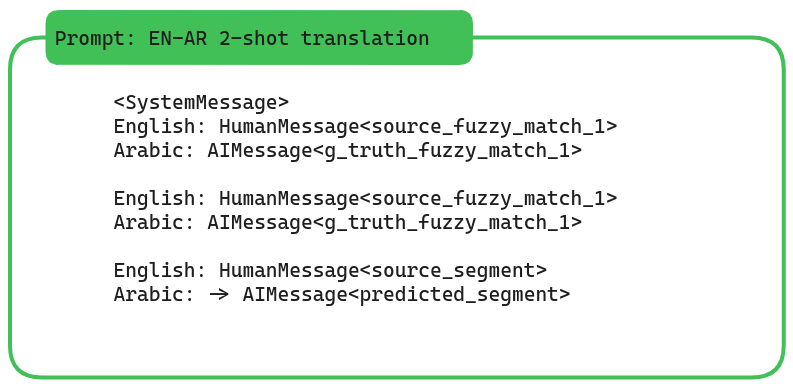 Prompt: EN-AR 2-shot translation
<SystemMessage>
English: HumanMessage<source_fuzzy_match_1>
Arabic: AIMessage<g_truth_fuzzy_match_1>
English: HumanMessage<source_fuzzy_match_1>
Arabic: AIMessage<g_truth_fuzzy_match_1>
English: HumanMessage<source_segment>
Arabic: → AIMessage<predicted_segment>